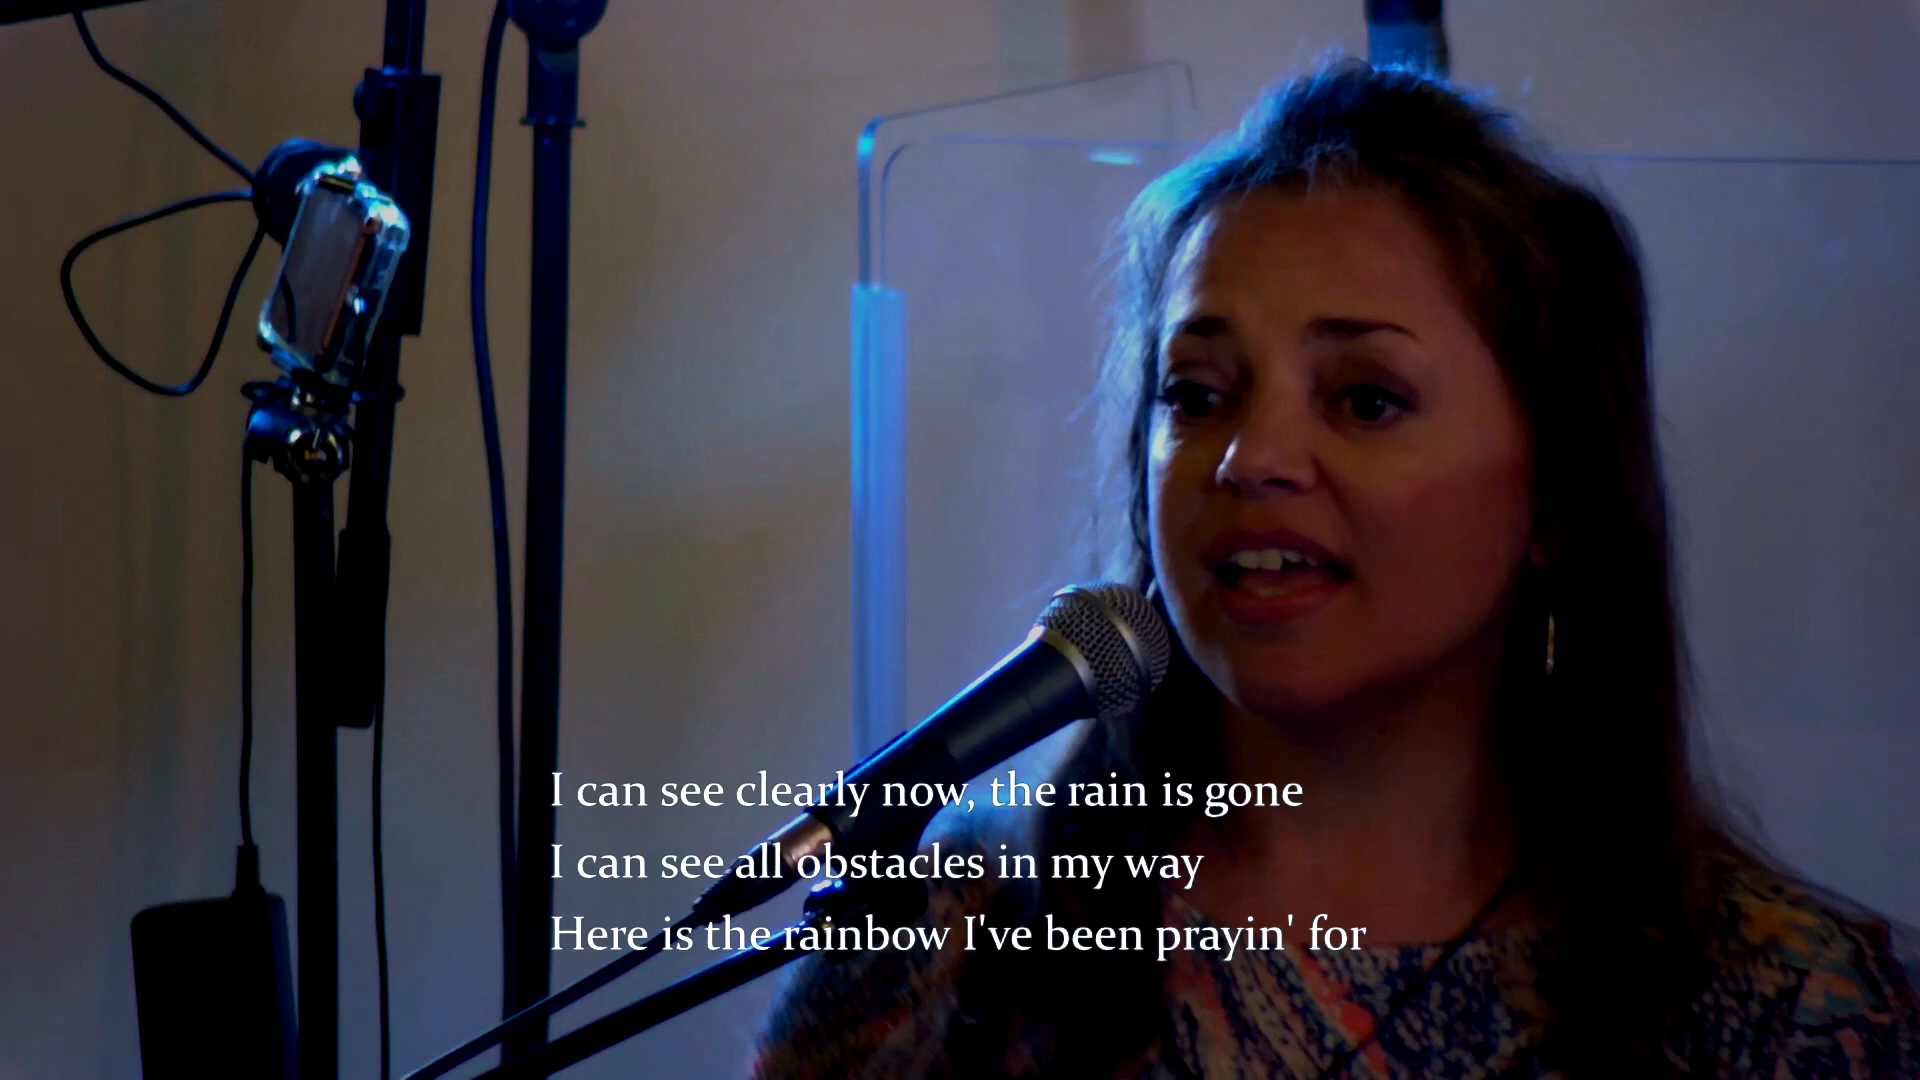 I can see clearly now, the rain is gone
I can see all obstacles in my way
Here is the rainbow I've been prayin' for